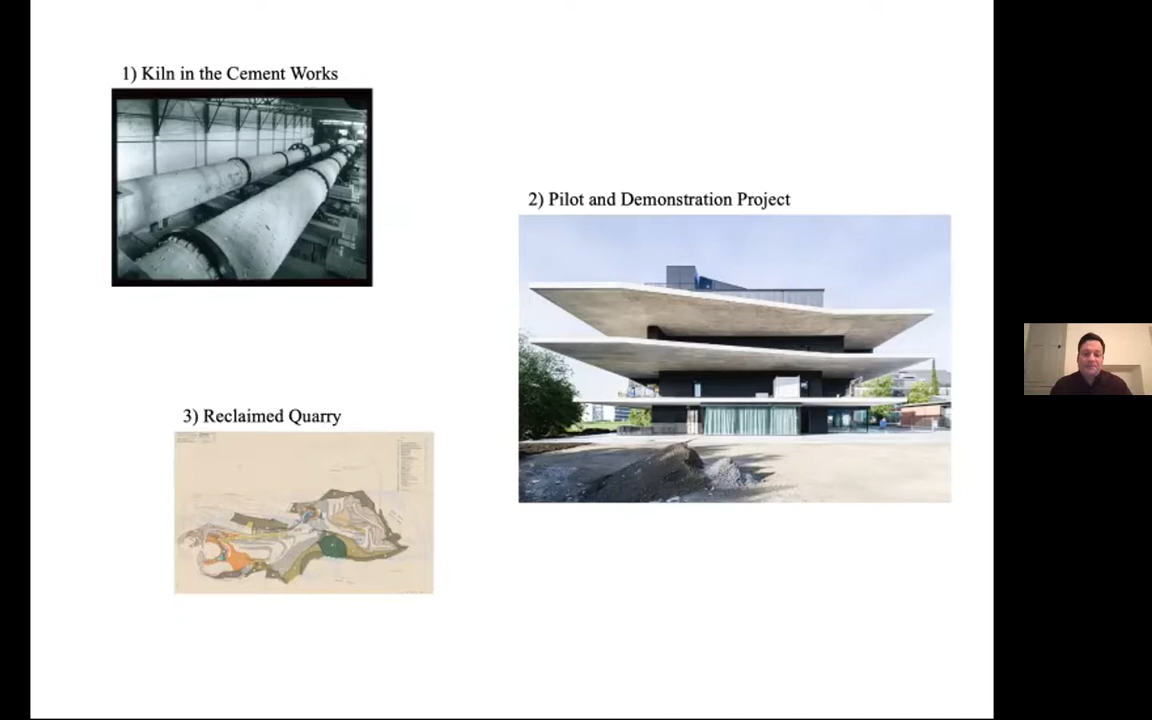 1) Kiln in the Cement Works
2) Pilot and Demonstration Project
3) Reclaimed Quarry